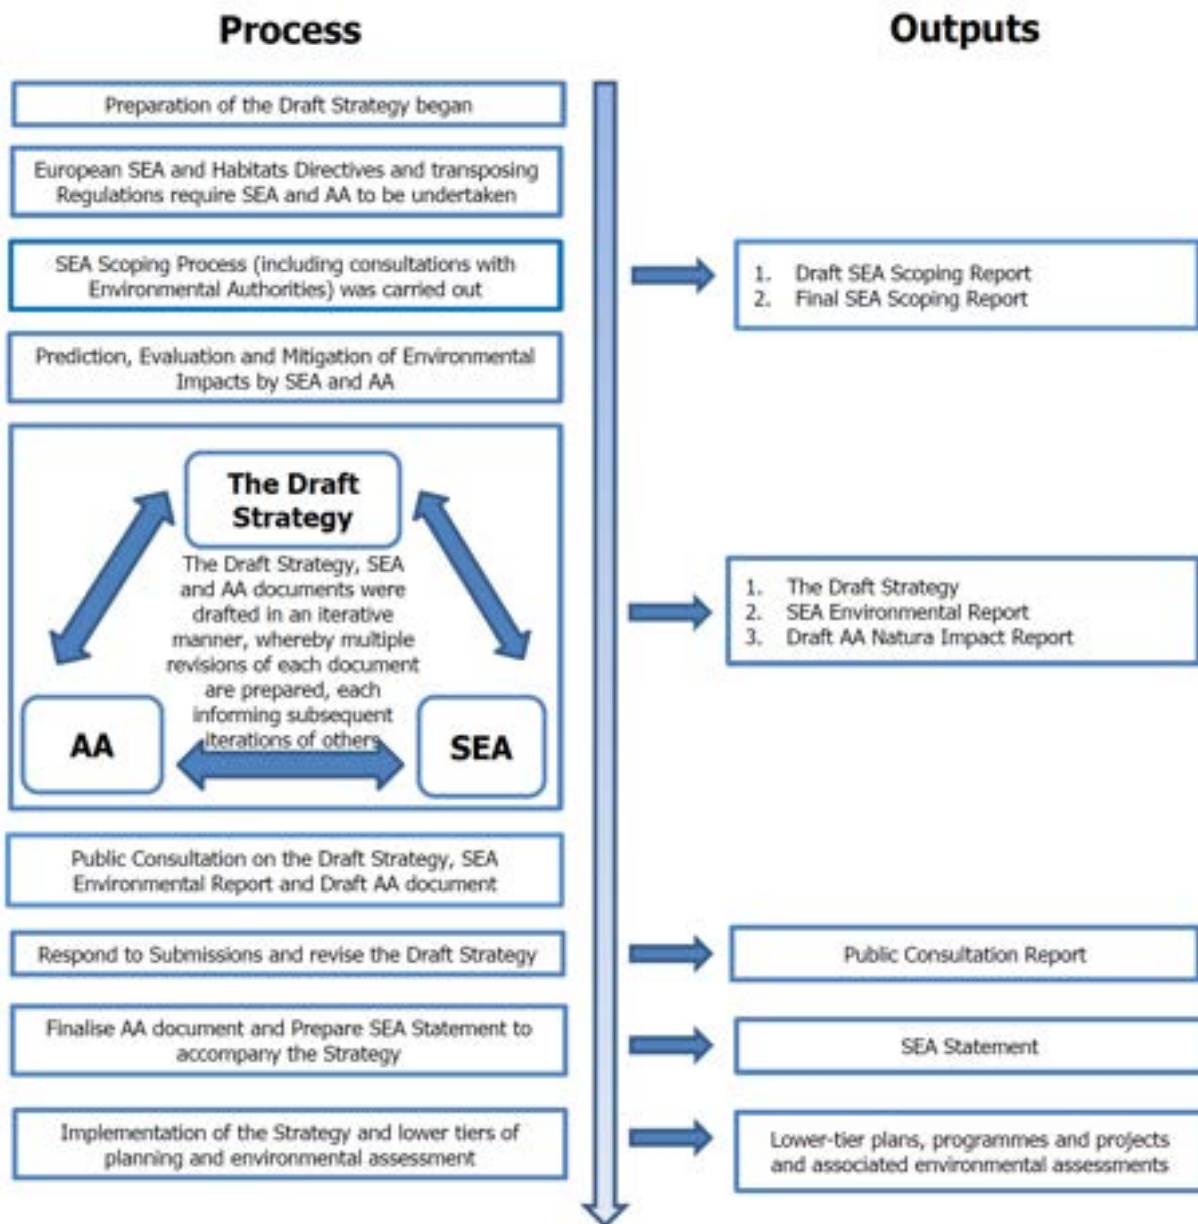 Process
Outputs
Preparation of the Draft Strategy began
European SEA and Habitats Directives and transposing
Regulations require SEA and AA to be undertaken
SEA Scoping Process (including consultations with
Environmental Authorities) was carried out
1. Draft SEA Scoping Report
2. Final SEA Scoping Report
Prediction, Evaluation and Mitigation of Environmental
Impacts by SEA and AA
The Draft
Strategy
The Draft Strategy, SEA
and AA documents were
drafted in an iterative
manner, whereby multiple
revisions of each document
are prepared, each
informing subsequent
iterations of others
AA
SEA
1. The Draft Strategy
2. SEA Environmental Report
3. Draft AA Natura Impact Report
Public Consultation on the Draft Strategy, SEA
Environmental Report and Draft AA document
Respond to Submissions and revise the Draft Strategy
Public Consultation Report
Finalise AA document and Prepare SEA Statement to
accompany the Strategy
SEA Statement
Implementation of the Strategy and lower tiers of
planning and environmental assessment
Lower-tier plans, programmes and projects
and associated environmental assessments